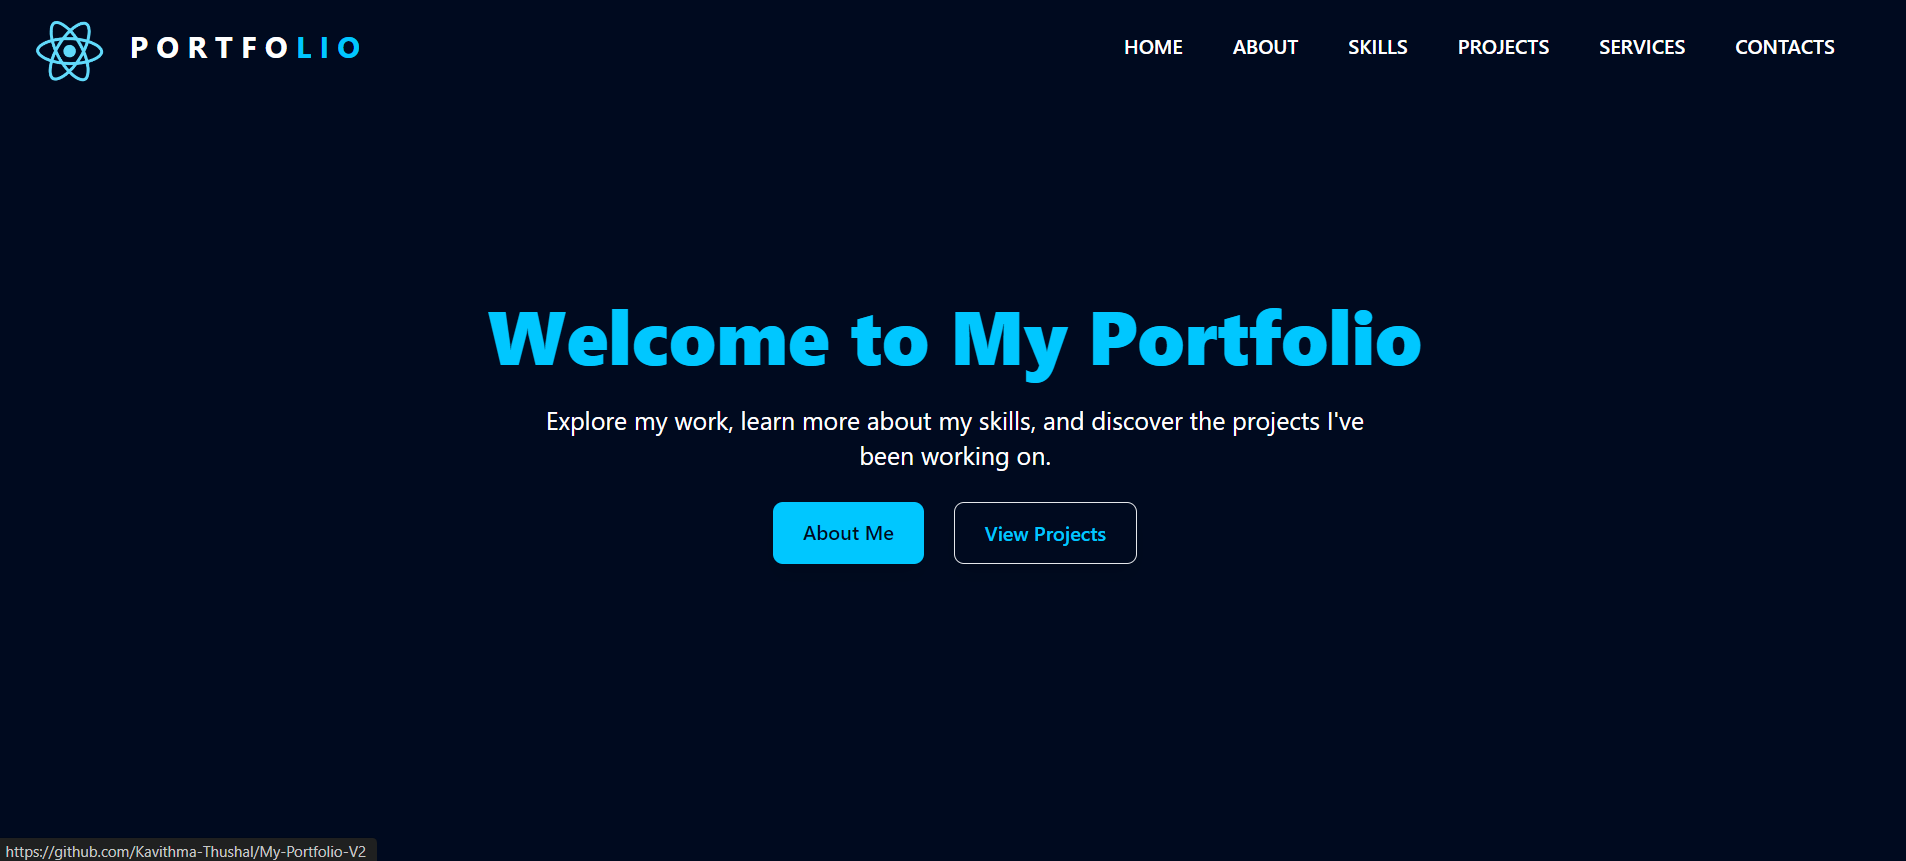 PORTFOLIO
HOME ABOUT SKILLS PROJECTS SERVICES CONTACTS
Welcome to My Portfolio
Explore my work, learn more about my skills, and discover the projects I've
been working on.
About Me View Projects
https://github.com/Kavithma-Thushal/My-Portfolio-V2